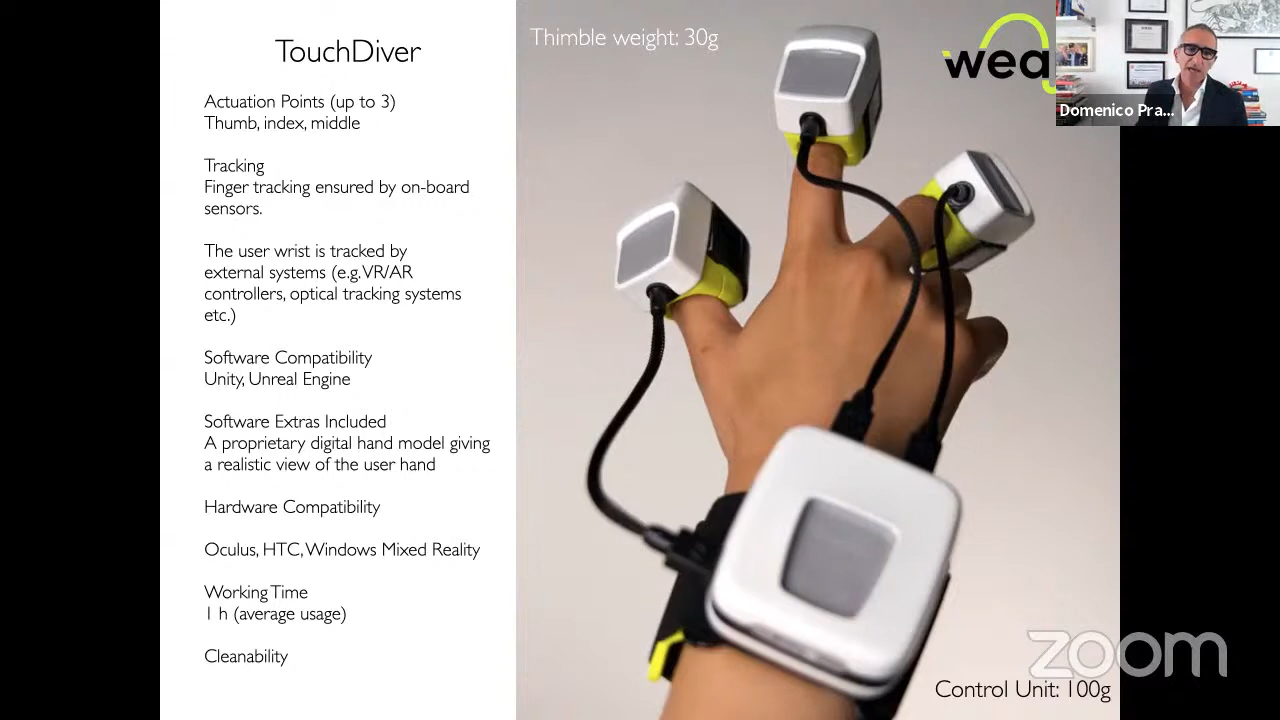 TouchDiver
Actuation Points (up to 3)
Thumb, index, middle
Tracking
Finger tracking ensured by on-board
sensors.
The user wrist is tracked by
external systems (e.g. VR/AR
controllers, optical tracking systems
etc.)
Software Compatibility
Unity, Unreal Engine
Software Extras Included
A proprietary digital hand model giving
a realistic view of the user hand
Hardware Compatibility
Oculus, HTC, Windows Mixed Reality
Working Time
1 h (average usage)
Cleanability
Thimble weight: 30g
wea
Domenico Pra...
zoom
Control Unit: 100g